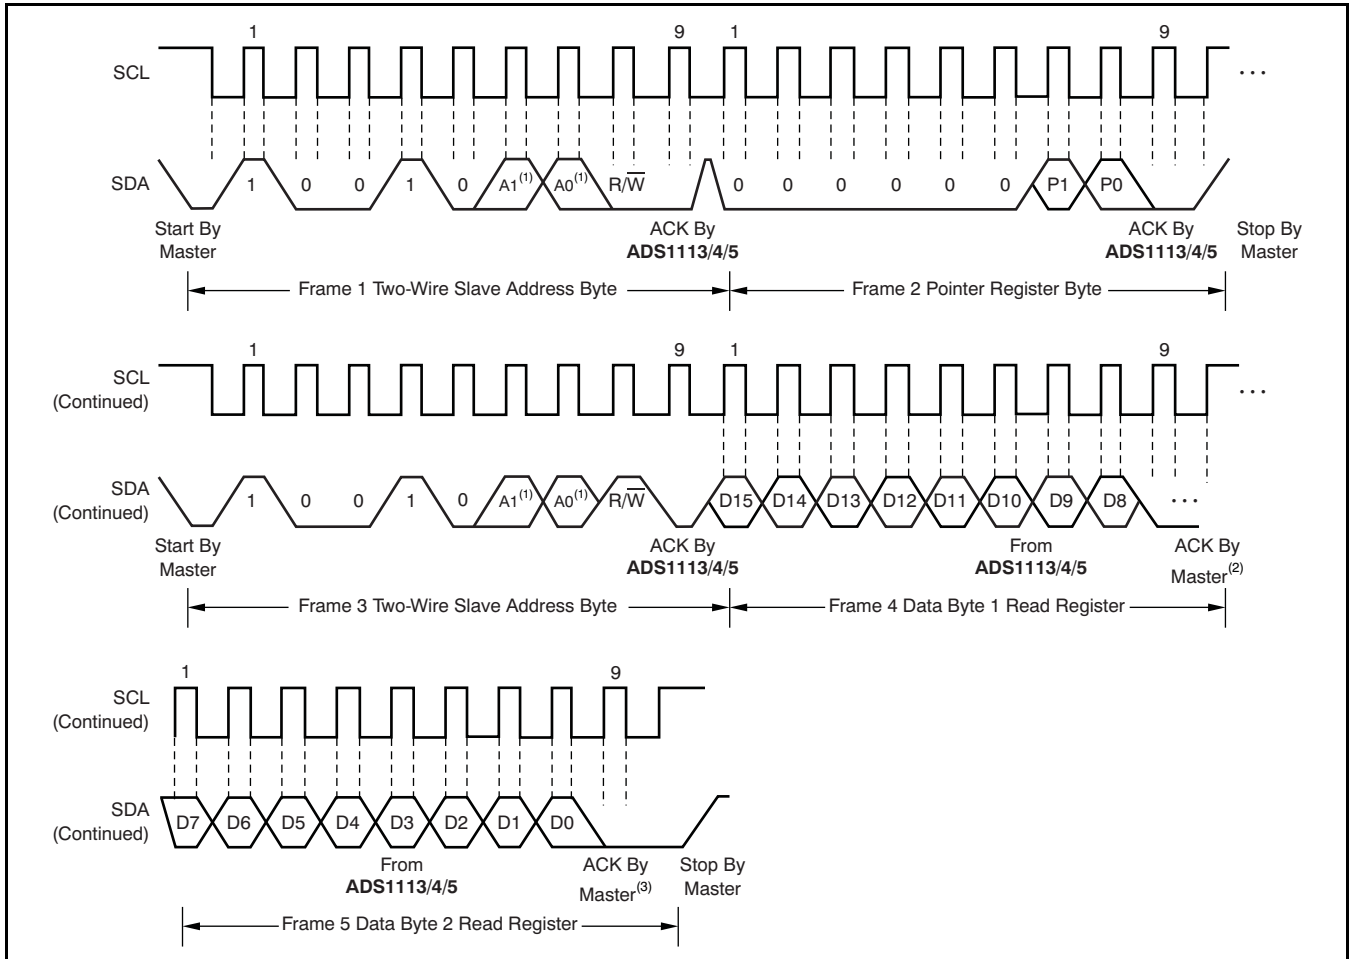 1 9 1 9
SCL ...
SDA 1 0 0 1 0 A1(1) A0(1) R/W̅ 0 0 0 0 0 0 P1 P0
Start By ACK By ACK By Stop By
Master ADS1113/4/5 ADS1113/4/5 Master
Frame 1 Two-Wire Slave Address Byte Frame 2 Pointer Register Byte
1 9 1 9
SCL ...
(Continued)
SDA 1 0 0 1 0 A1(1) A0(1) R/W̅ D15 D14 D13 D12 D11 D10 D9 D8 ...
(Continued)
Start By ACK By From ACK By
Master ADS1113/4/5 ADS1113/4/5 Master(2)
Frame 3 Two-Wire Slave Address Byte Frame 4 Data Byte 1 Read Register
1 9
SCL
(Continued)
SDA D7 D6 D5 D4 D3 D2 D1 D0
(Continued)
From ACK By Stop By
ADS1113/4/5 Master(3) Master
Frame 5 Data Byte 2 Read Register